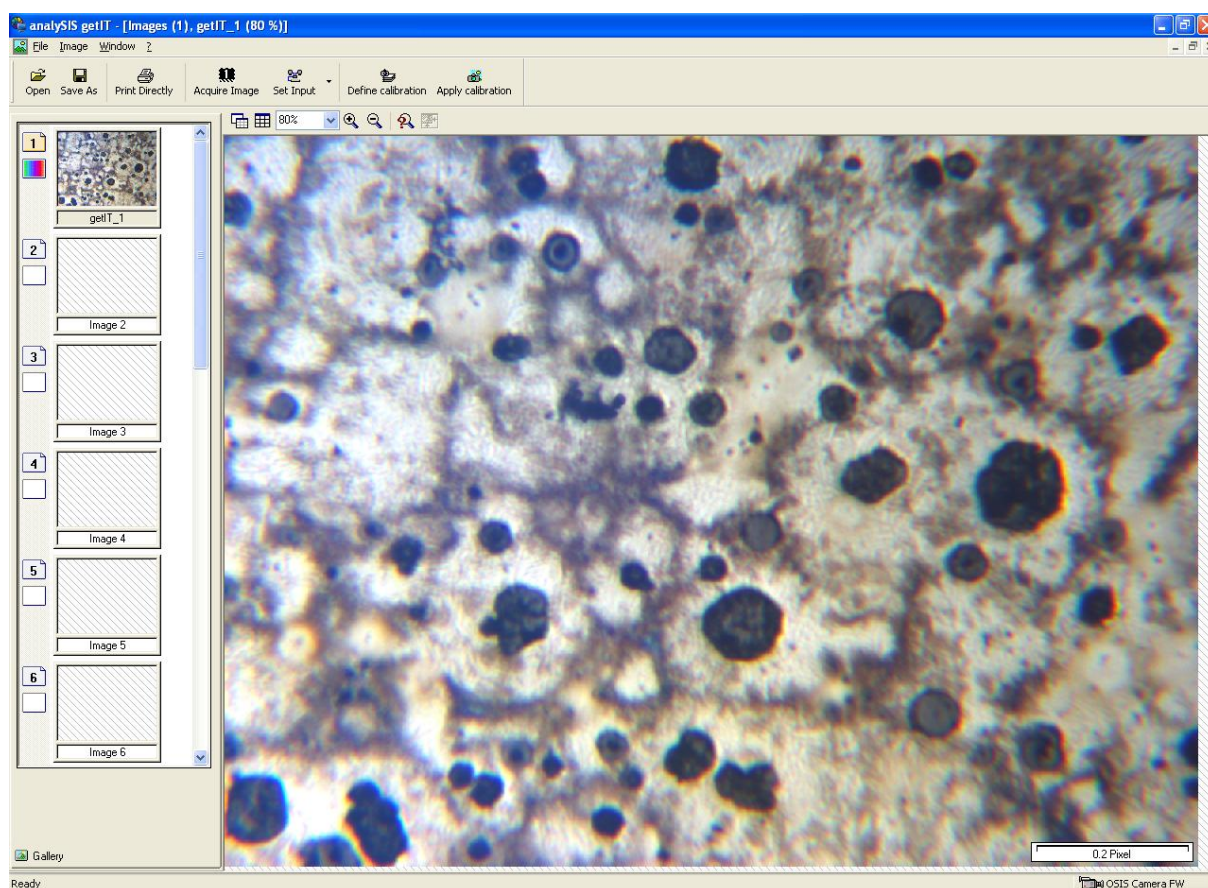 analySIS getIT - [Images (1), getIT_1 (80 %)]
File Image Window ?
Open Save As Print Directly Acquire Image Set Input Define calibration Apply calibration
80%
1
getIT_1
2
Image 2
3
Image 3
4
Image 4
5
Image 5
6
Image 6
0.2 Pixel
Gallery
Ready OSIS Camera FW